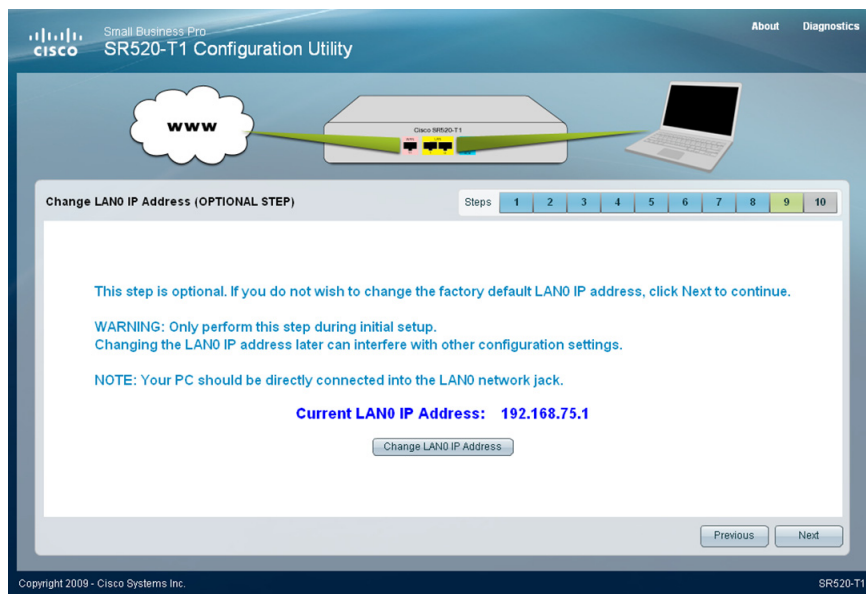 Small Business Pro
About Diagnostics
CISCO SR520-T1 Configuration Utility
www
Cisco SR520-T1
Change LAN0 IP Address (OPTIONAL STEP)
Steps 1 2 3 4 5 6 7 8 9 10
This step is optional. If you do not wish to change the factory default LAN0 IP address, click Next to continue.
WARNING: Only perform this step during initial setup.
Changing the LAN0 IP address later can interfere with other configuration settings.
NOTE: Your PC should be directly connected into the LAN0 network jack.
Current LAN0 IP Address: 192.168.75.1
Change LAN0 IP Address
Previous Next
Copyright 2009 - Cisco Systems Inc. SR520-T1